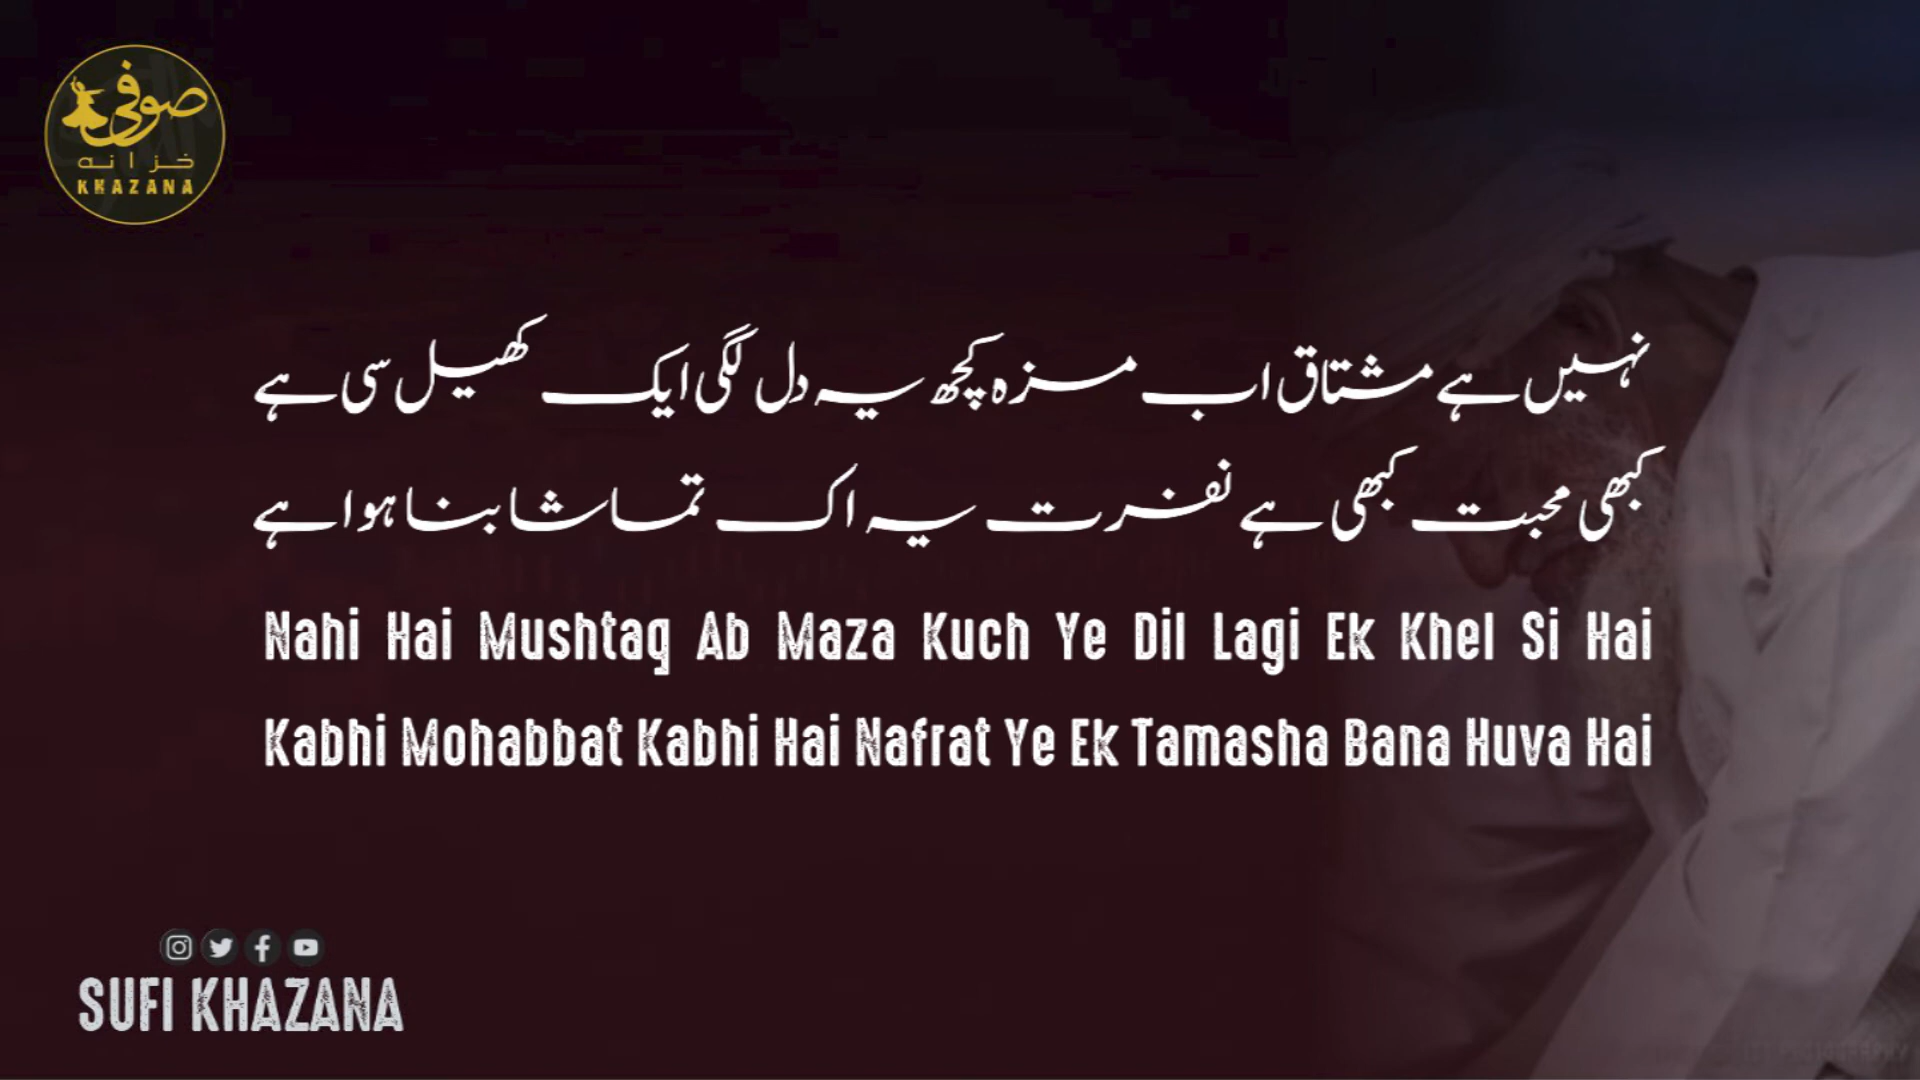 صوفی
خزانہ
KHAZANA
نہیں ہے مشتاق اب مزہ کچھ یہ دل لگی ایک کھیل سی ہے
کبھی محبت کبھی ہے نفرت یہ اک تماشا بنا ہوا ہے
Nahi Hai Mushtaq Ab Maza Kuch Ye Dil Lagi Ek Khel Si Hai
Kabhi Mohabbat Kabhi Hai Nafrat Ye Ek Tamasha Bana Huva Hai
SUFI KHAZANA